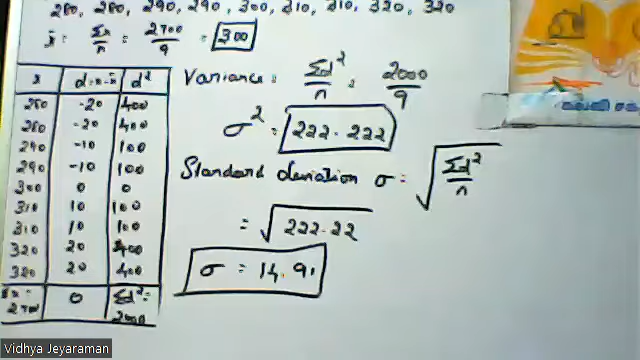 280, 280, 290, 290, 300, 310, 310, 320, 320
x̄ = Σx/n = 2700/9 = 300
x d=x-x̄ d²
280 -20 400
280 -20 400
290 -10 100
290 -10 100
300 0 0
310 10 100
310 10 100
320 20 400
320 20 400
Σx = 2700 0 Σd² = 2000
Variance = Σd²/n = 2000/9
σ² = 222.222
Standard deviation σ = √Σd²/n
= √222.22
σ = 14.91
Vidhya Jeyaraman